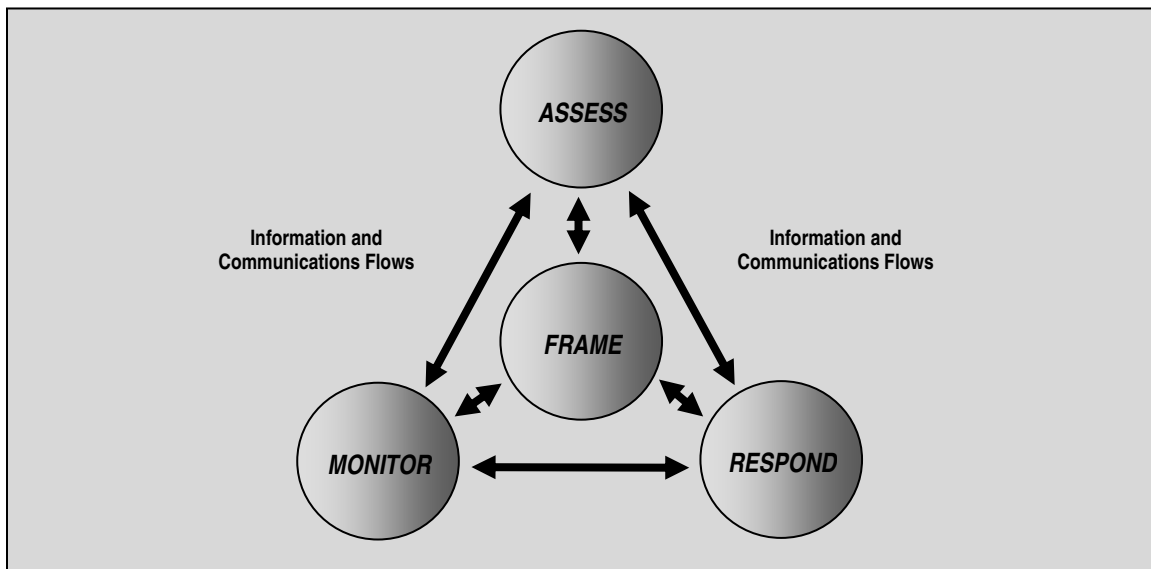 ASSESS
Information and
Communications Flows
Information and
Communications Flows
FRAME
MONITOR
RESPOND